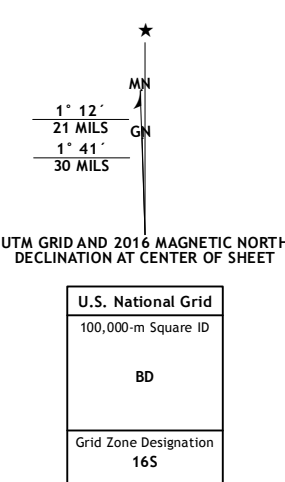 ★
MN
1° 12´
21 MILS
GN
1° 41´
30 MILS
UTM GRID AND 2016 MAGNETIC NORTH
DECLINATION AT CENTER OF SHEET
U.S. National Grid
100,000-m Square ID
BD
Grid Zone Designation
16S